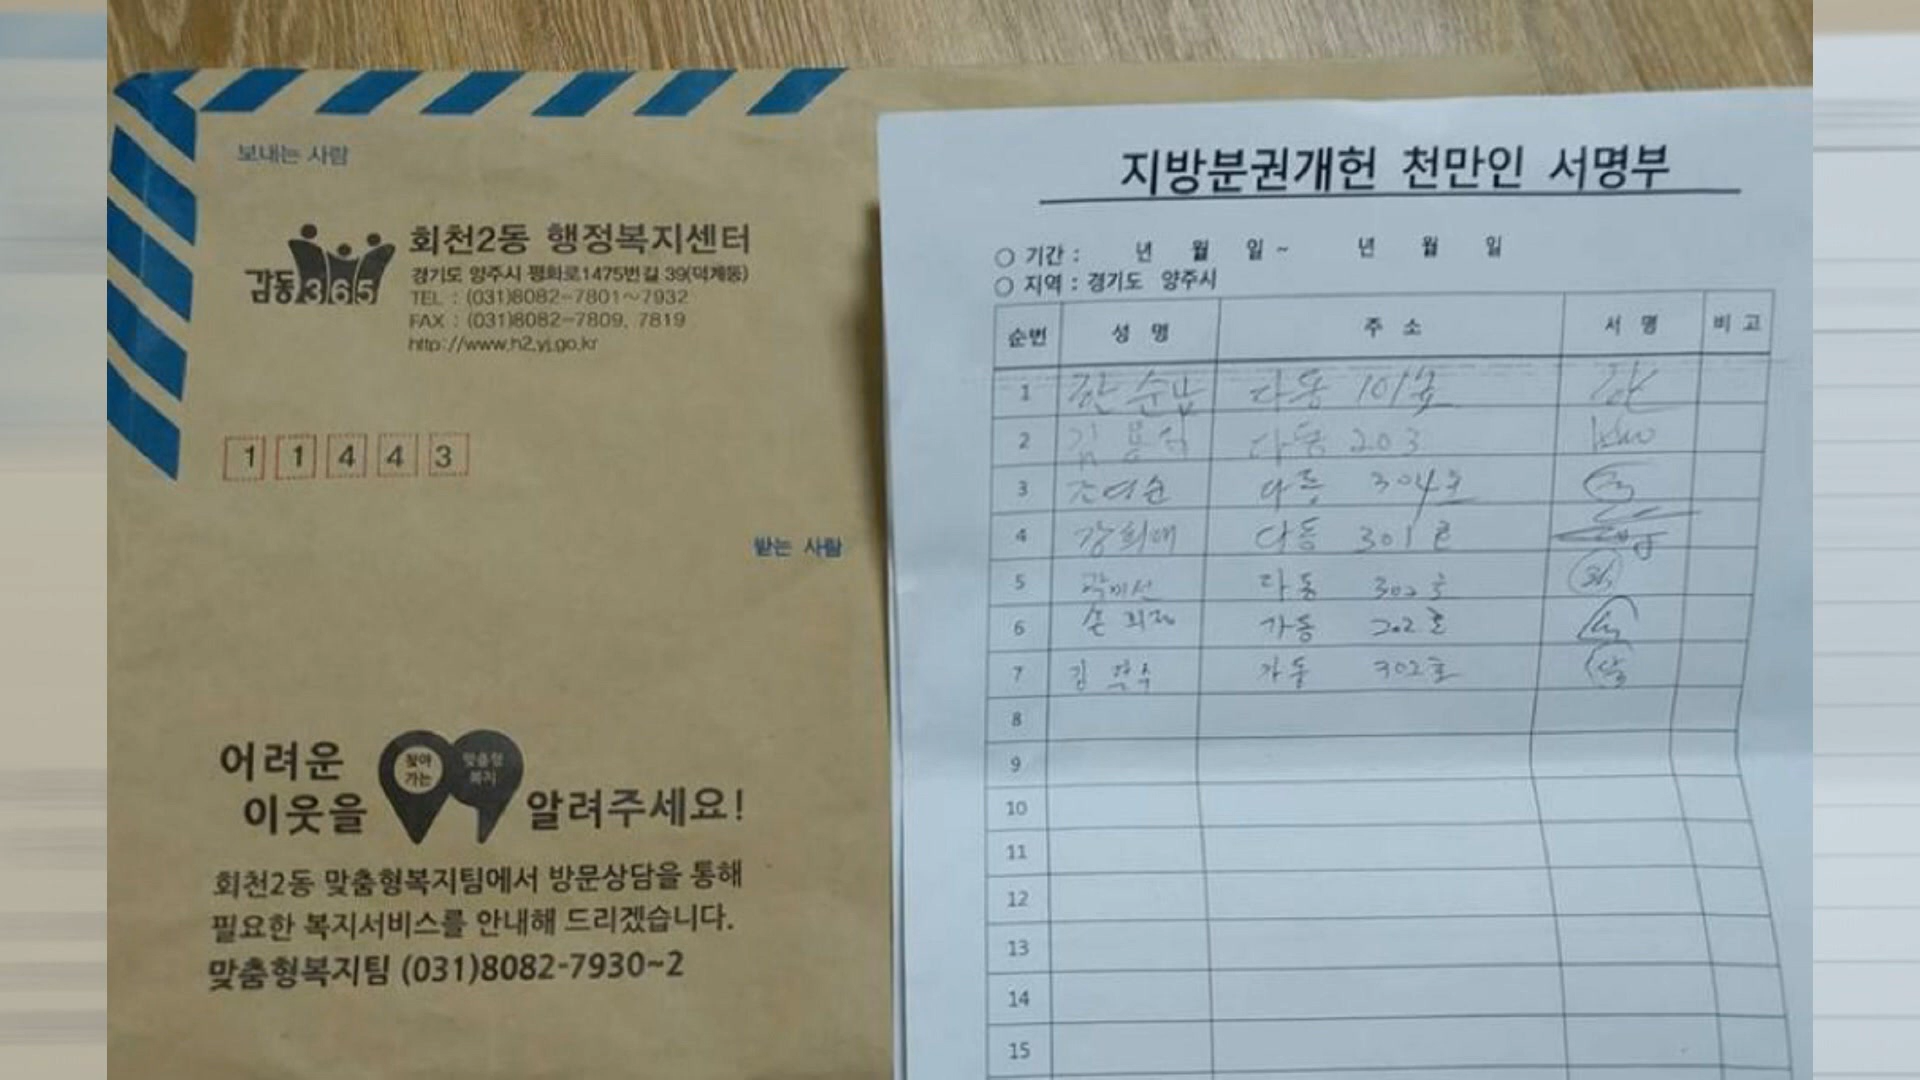 보내는 사람
감동365
회천2동 행정복지센터
경기도 양주시 평화로1475번길 39(덕계동)
TEL : (031)8082-7801~7932
FAX : (031)8082-7809, 7819
http://www.h2.yj.go.kr
1 1 4 4 3
받는 사람
어려운
이웃을
찾아
가는
맞춤형
복지
알려주세요!
회천2동 맞춤형복지팀에서 방문상담을 통해
필요한 복지서비스를 안내해 드리겠습니다.
맞춤형복지팀 (031)8082-7930~2
지방분권개헌 천만인 서명부
○ 기간 : 년 월 일 ~ 년 월 일
○ 지역 : 경기도 양주시
순번 성 명 주 소 서 명 비 고
1 다동 101호
2 다동 203
3 다동 304호
4 강희대 다동 301호
5 곽미선 다동 302호
6 가동 202호
7 가동 302호
8
9
10
11
12
13
14
15